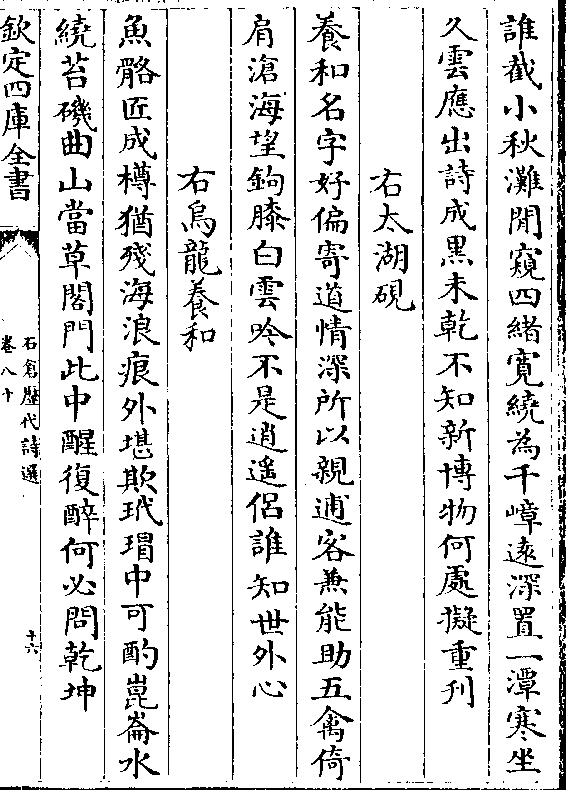 誰截小秋灘閒窺四緒寛繞為千嶂遠深置一潭寒坐
久雲應出詩成黒未乾不知新博物何處擬重刋
右太湖硯
養和名字好偏寄道情深所以親逋客兼能助五禽倚
肩滄海望鉤膝白雲吟不是逍遥侣誰知世外心
右烏龍養和
魚骼匠成樽猶殘海浪痕外堪欺玳瑁中可酌崑崙水
繞苔磯曲山當草閣門此中醒復醉何必問乾坤
欽定四庫全書
石倉歴代詩選
卷八十
十六